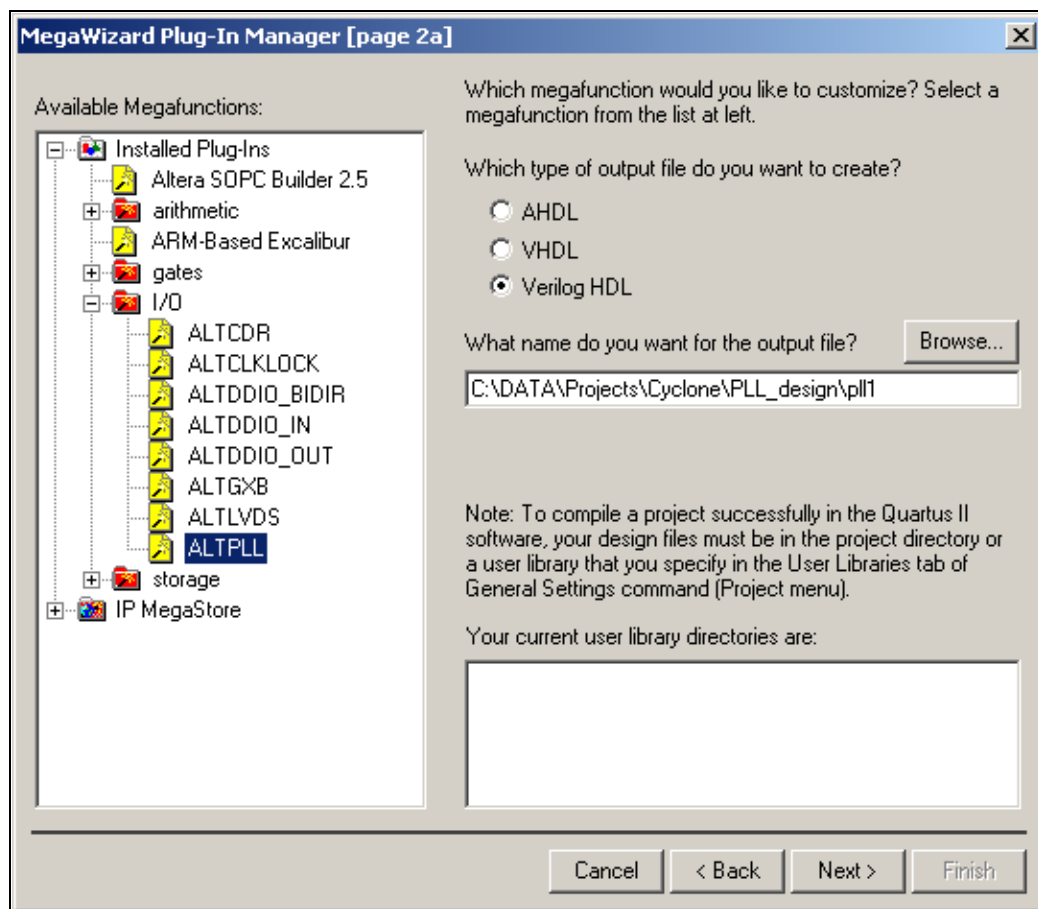 MegaWizard Plug-In Manager [page 2a]
Available Megafunctions:
Installed Plug-Ins
Altera SOPC Builder 2.5
arithmetic
ARM-Based Excalibur
gates
I/O
ALTCDR
ALTCLKLOCK
ALTDDIO_BIDIR
ALTDDIO_IN
ALTDDIO_OUT
ALTGXB
ALTLVDS
ALTPLL
storage
IP MegaStore
Which megafunction would you like to customize? Select a
megafunction from the list at left.
Which type of output file do you want to create?
AHDL
VHDL
Verilog HDL
What name do you want for the output file?
Browse...
C:\DATA\Projects\Cyclone\PLL_design\pll1
Note: To compile a project successfully in the Quartus II
software, your design files must be in the project directory or
a user library that you specify in the User Libraries tab of
General Settings command (Project menu).
Your current user library directories are:
Cancel
< Back
Next >
Finish